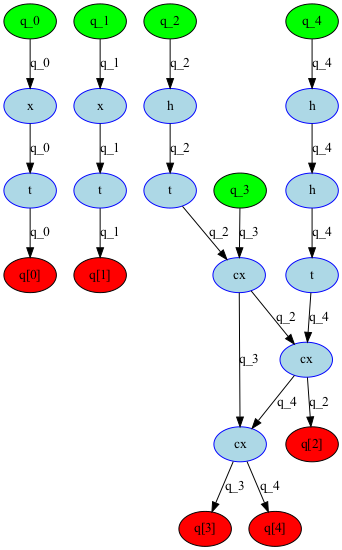 q_0 q_1 q_2 q_4
q_0 q_1 q_2 q_4
x x h h
q_0 q_1 q_2 q_4
t t t q_3 h
q_0 q_1 q_2 q_3 q_4
q[0] q[1] cx t
q_2 q_4
q_3 cx
q_4 q_2
cx q[2]
q_3 q_4
q[3] q[4]